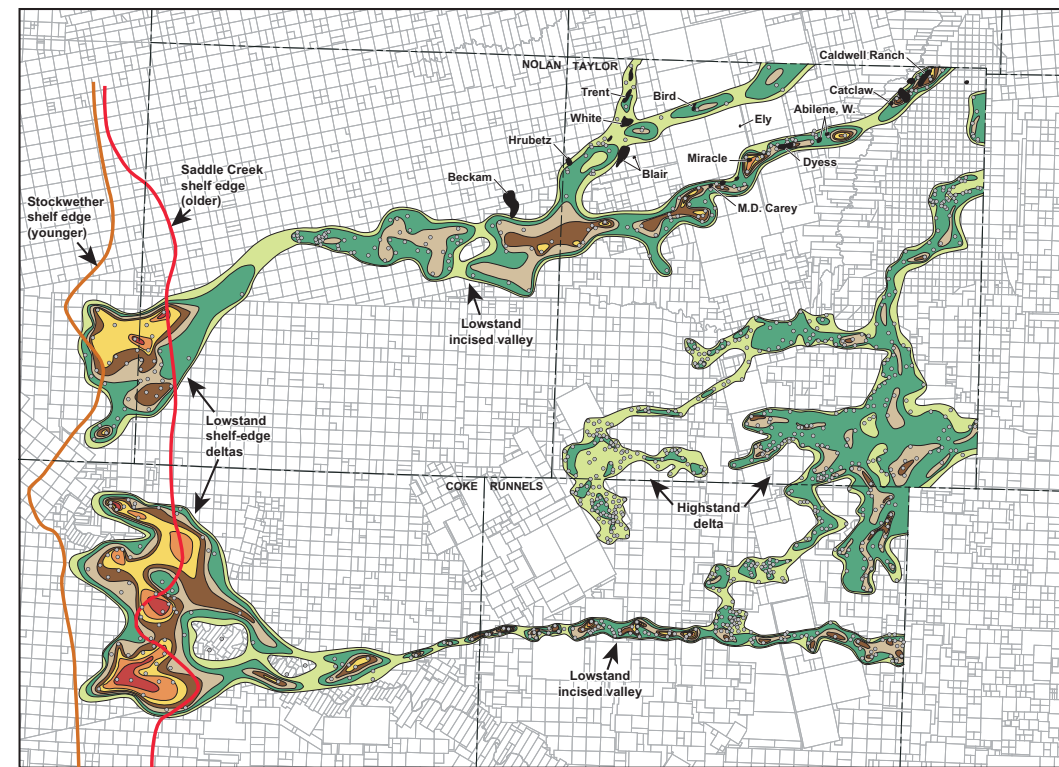 NOLAN TAYLOR
Caldwell Ranch
Trent
Bird
Catclaw
Abilene, W.
White
Ely
Hrubetz
Miracle
Dyess
Blair
Beckam
M.D. Carey
Saddle Creek
shelf edge
(older)
Stockwether
shelf edge
(younger)
Lowstand
incised valley
Lowstand
shelf-edge
deltas
COKE RUNNELS
Highstand
delta
Lowstand
incised valley